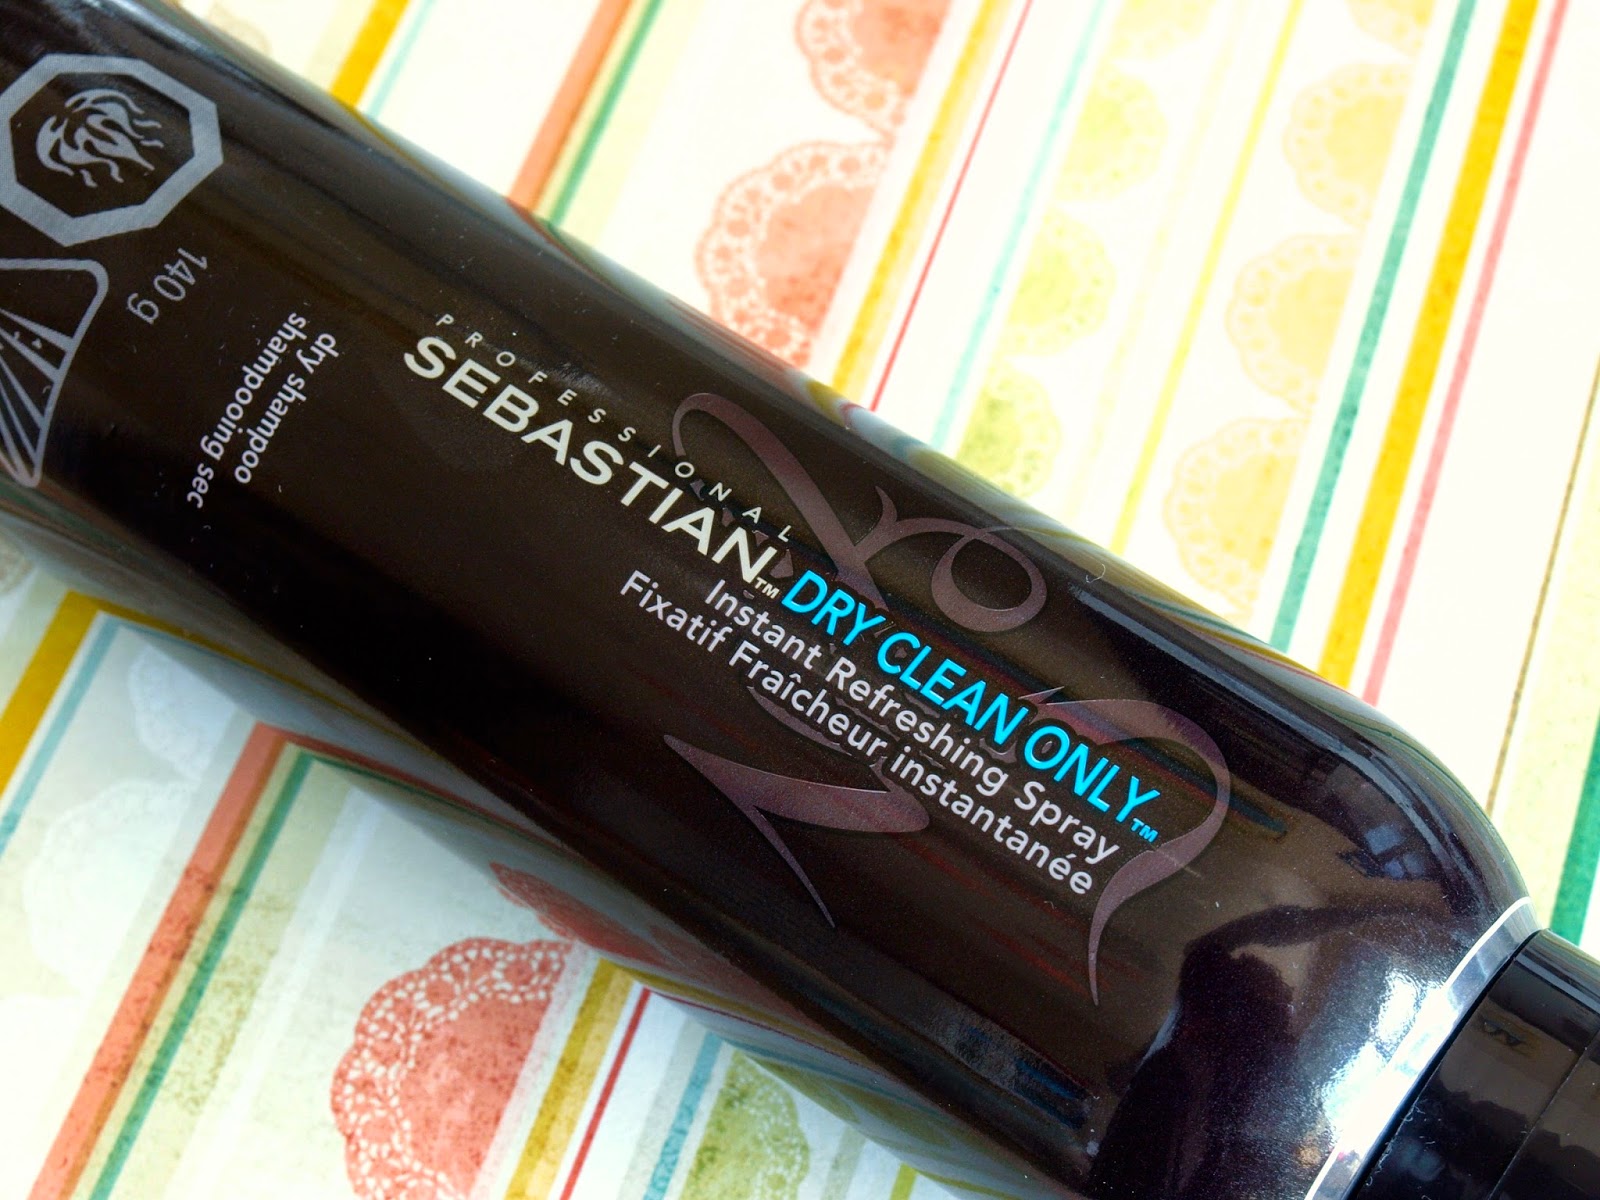 PROFESSIONAL
SEBASTIAN™
DRY CLEAN ONLY™
Instant Refreshing Spray
Fixatif Fraîcheur instantanée
dry shampoo
shampooing sec
140 g